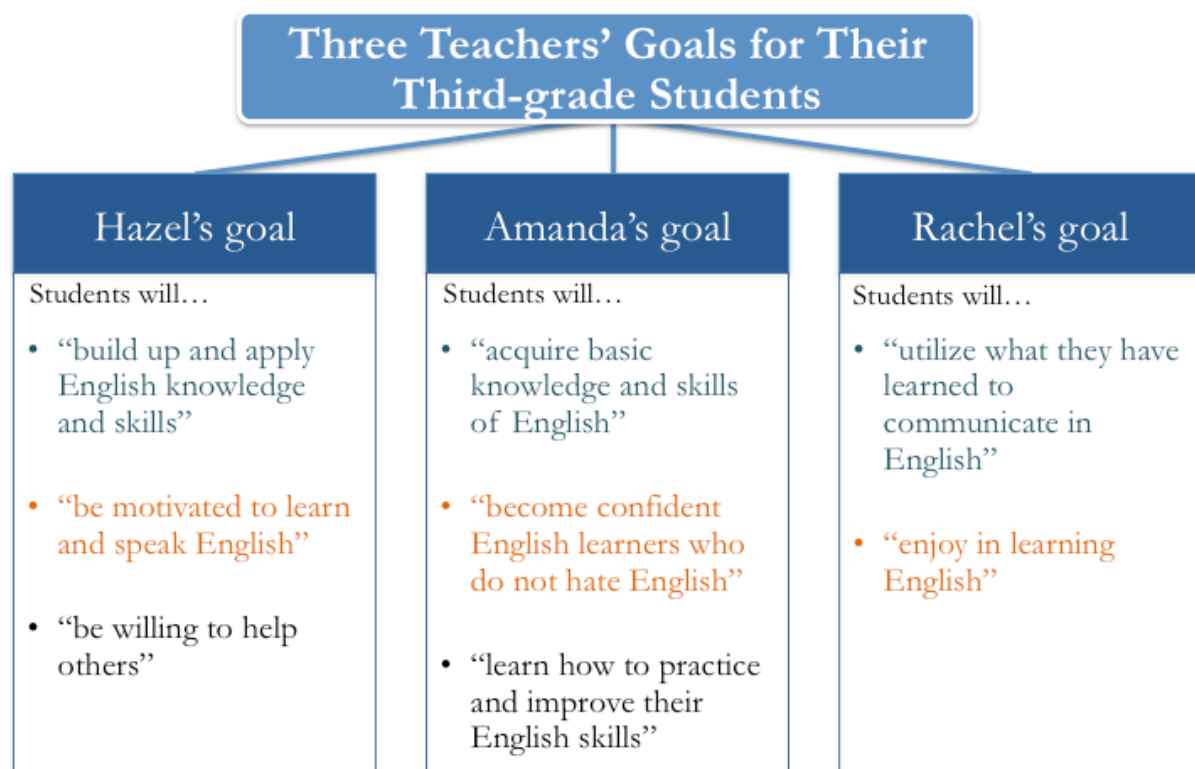 Three Teachers’ Goals for Their
Third-grade Students
Hazel’s goal
Students will…
• “build up and apply
English knowledge
and skills”
• “be motivated to learn
and speak English”
• “be willing to help
others”
Amanda’s goal
Students will…
• “acquire basic
knowledge and skills
of English”
• “become confident
English learners who
do not hate English”
• “learn how to practice
and improve their
English skills”
Rachel’s goal
Students will…
• “utilize what they have
learned to
communicate in
English”
• “enjoy in learning
English”